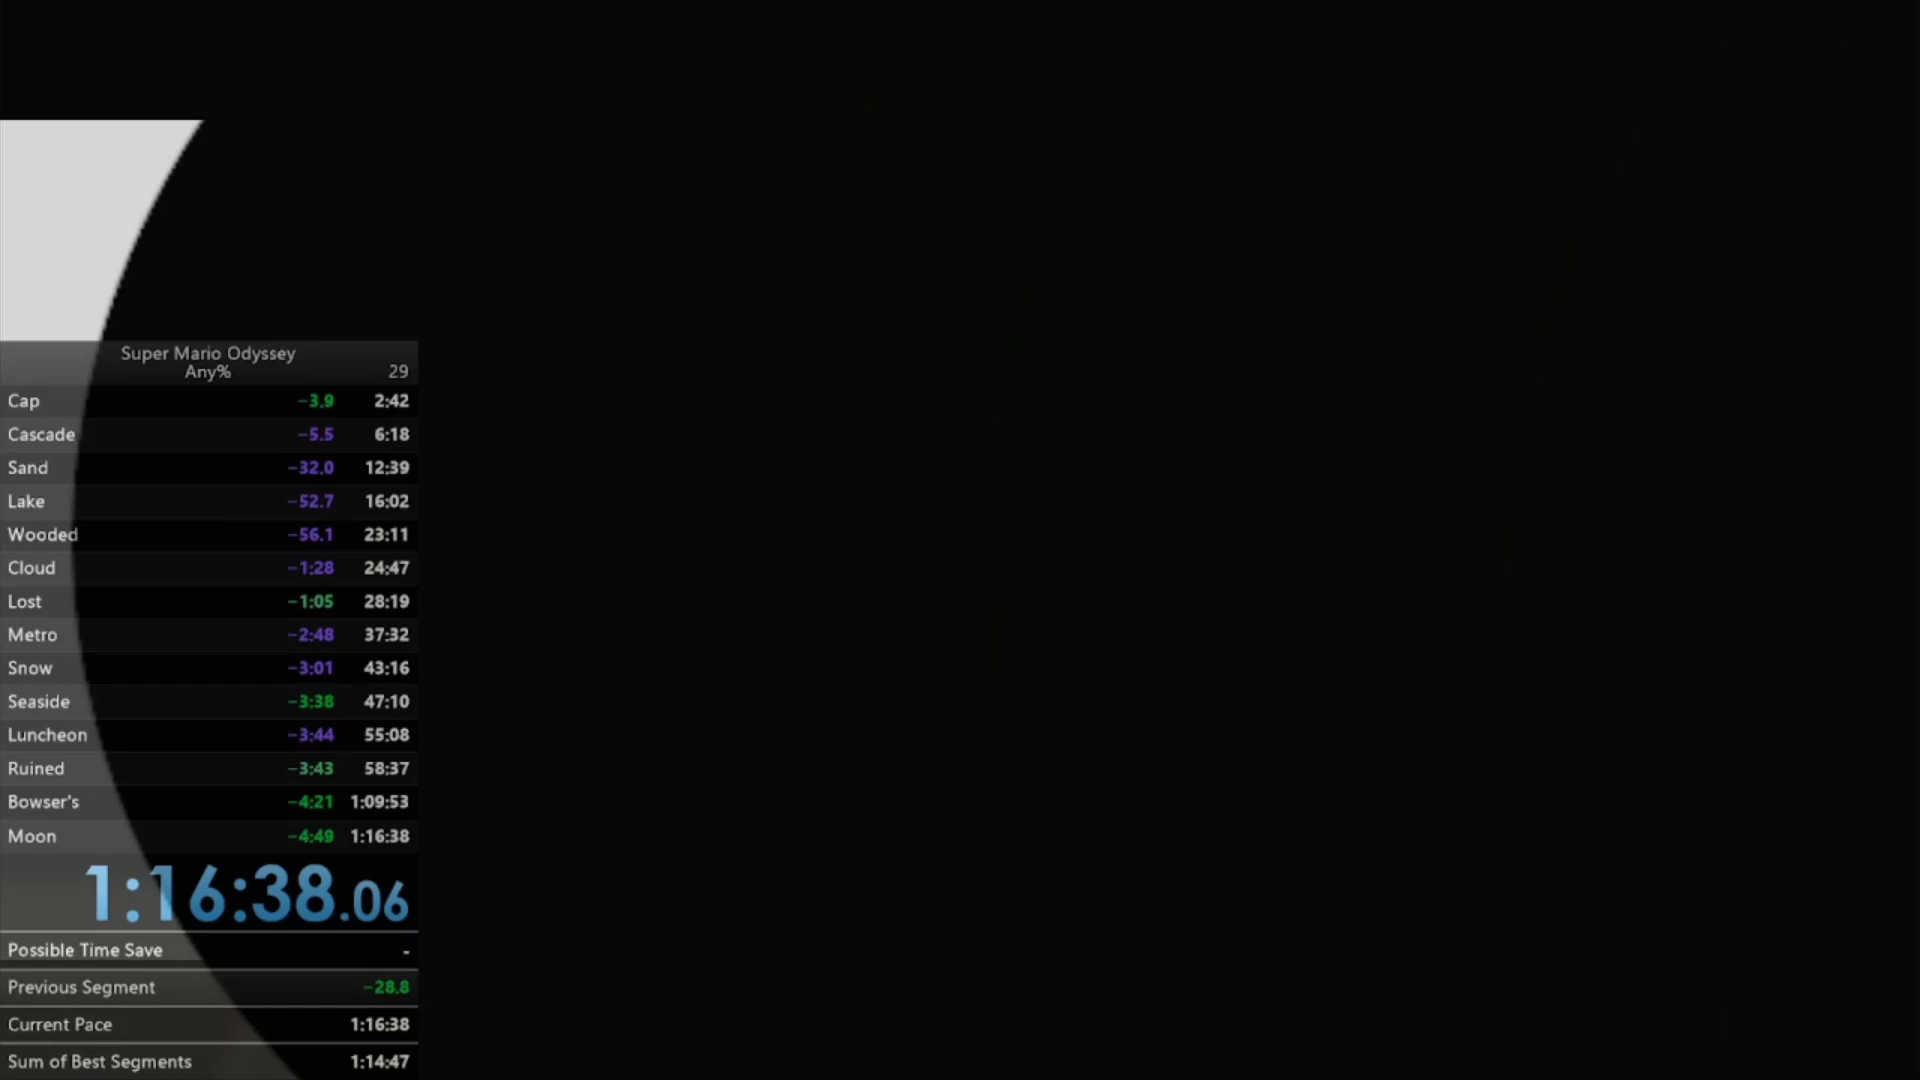 Super Mario Odyssey
Any% 29
Cap −3.9 2:42
Cascade −5.5 6:18
Sand −32.0 12:39
Lake −52.7 16:02
Wooded −56.1 23:11
Cloud −1:28 24:47
Lost −1:05 28:19
Metro −2:48 37:32
Snow −3:01 43:16
Seaside −3:38 47:10
Luncheon −3:44 55:08
Ruined −3:43 58:37
Bowser's −4:21 1:09:53
Moon −4:49 1:16:38
1:16:38.06
Possible Time Save -
Previous Segment −28.8
Current Pace 1:16:38
Sum of Best Segments 1:14:47